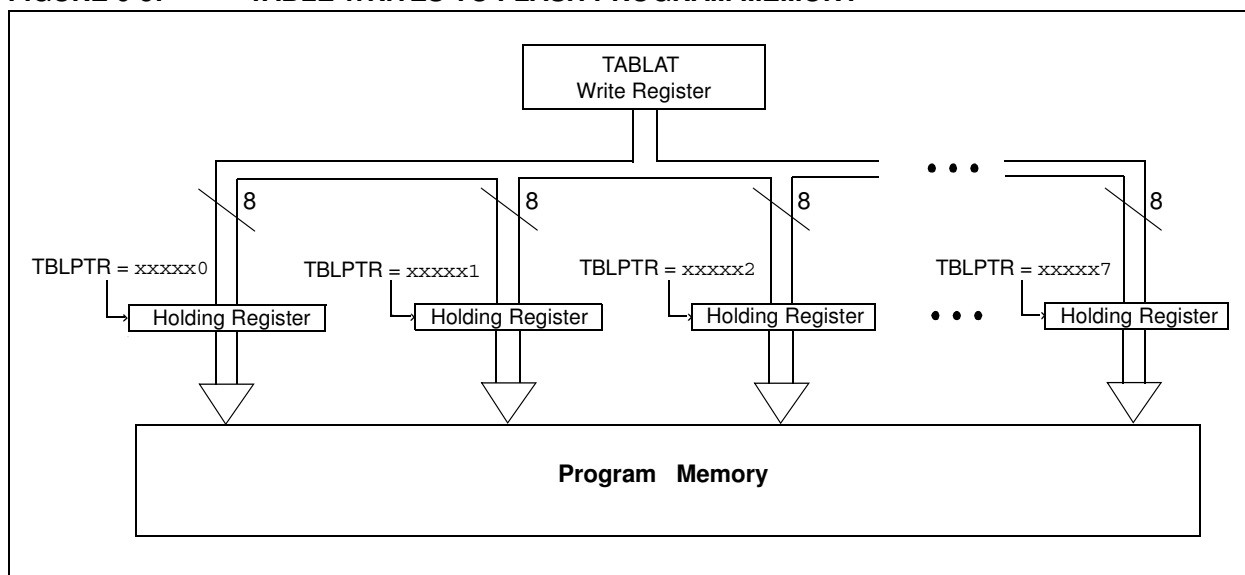 FIGURE TABLE WRITES TO FLASH PROGRAM MEMORY
TABLAT
Write Register
• • •
8 8 8 8
TBLPTR = xxxxx0 TBLPTR = xxxxx1 TBLPTR = xxxxx2 TBLPTR = xxxxx7
Holding Register Holding Register Holding Register • • • Holding Register
Program Memory